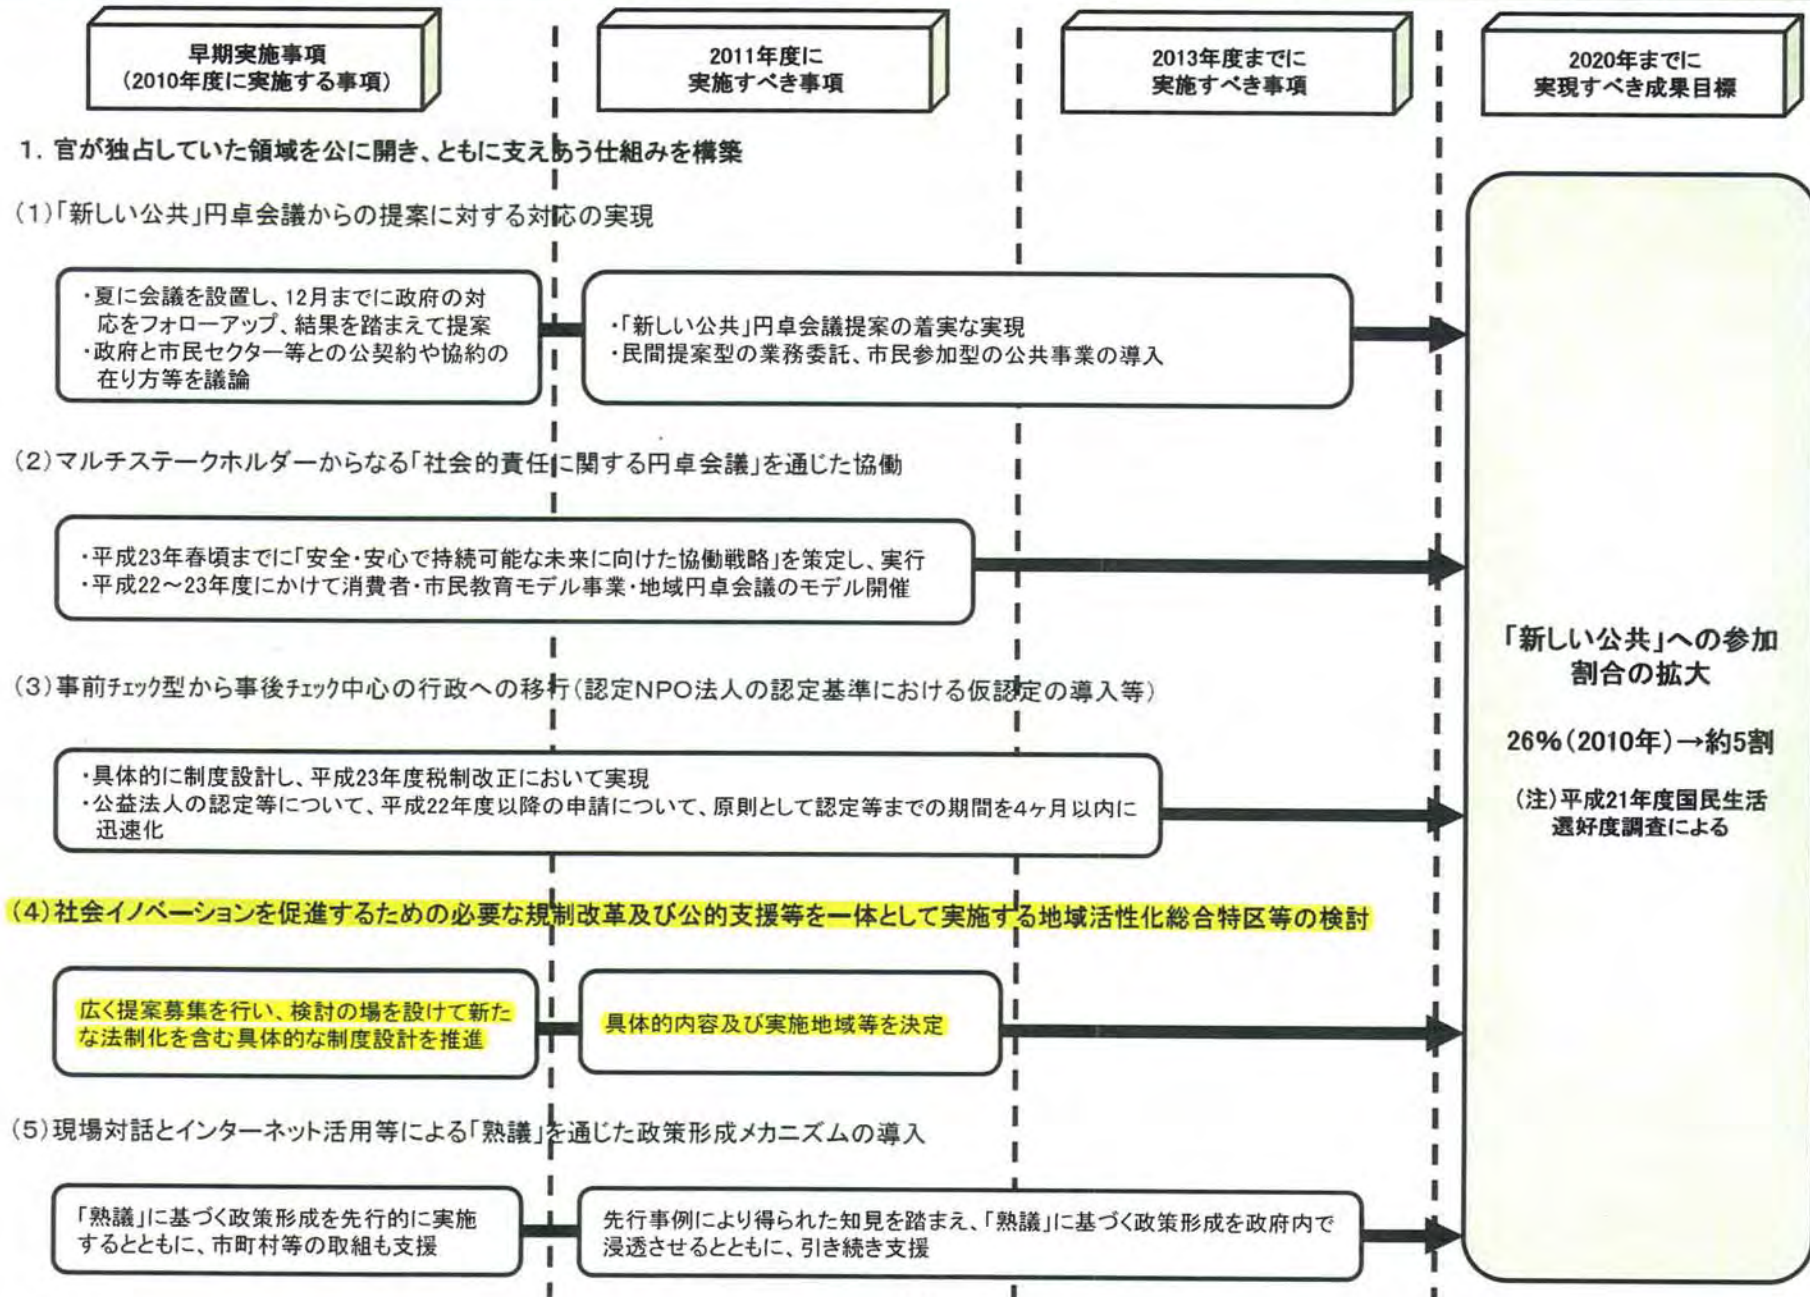 早期実施事項
(2010年度に実施する事項)
2011年度に
実施すべき事項
2013年度までに
実施すべき事項
2020年までに
実現すべき成果目標
1. 官が独占していた領域を公に開き、ともに支えあう仕組みを構築
(1)「新しい公共」円卓会議からの提案に対する対応の実現
・夏に会議を設置し、12月までに政府の対
応をフォローアップ、結果を踏まえて提案
・政府と市民セクター等との公契約や協約の
在り方等を議論
・「新しい公共」円卓会議提案の着実な実現
・民間提案型の業務委託、市民参加型の公共事業の導入
(2)マルチステークホルダーからなる「社会的責任に関する円卓会議」を通じた協働
・平成23年春頃までに「安全・安心で持続可能な未来に向けた協働戦略」を策定し、実行
・平成22～23年度にかけて消費者・市民教育モデル事業・地域円卓会議のモデル開催
(3)事前チェック型から事後チェック中心の行政への移行(認定NPO法人の認定基準における仮認定の導入等)
・具体的に制度設計し、平成23年度税制改正において実現
・公益法人の認定等について、平成22年度以降の申請について、原則として認定等までの期間を4ヶ月以内に
迅速化
(4)社会イノベーションを促進するための必要な規制改革及び公的支援等を一体として実施する地域活性化総合特区等の検討
広く提案募集を行い、検討の場を設けて新た
な法制化を含む具体的な制度設計を推進
具体的内容及び実施地域等を決定
(5)現場対話とインターネット活用等による「熟議」を通じた政策形成メカニズムの導入
「熟議」に基づく政策形成を先行的に実施
するとともに、市町村等の取組も支援
先行事例により得られた知見を踏まえ、「熟議」に基づく政策形成を政府内で
浸透させるとともに、引き続き支援
「新しい公共」への参加
割合の拡大
26%(2010年)→約5割
(注)平成21年度国民生活
選好度調査による